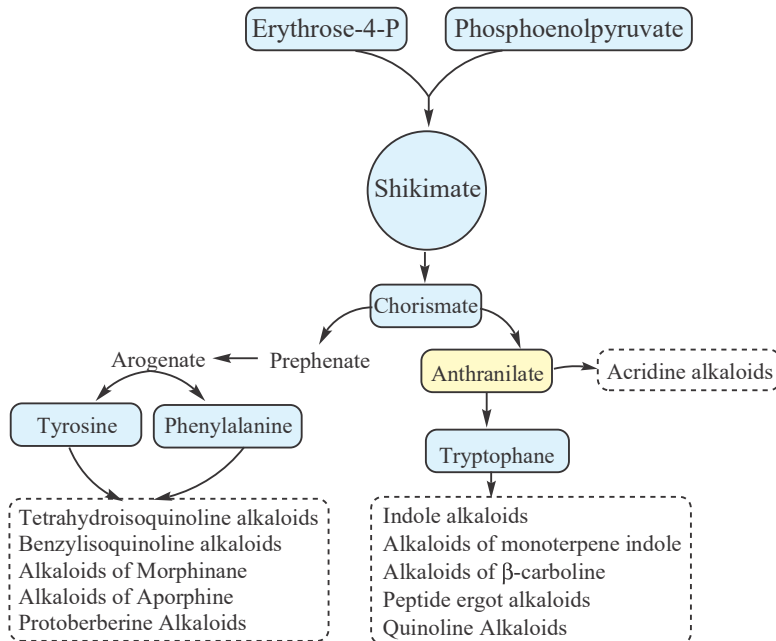 Erythrose-4-P
Phosphoenolpyruvate
Shikimate
Chorismate
Arogenate
Prephenate
Anthranilate
Acridine alkaloids
Tyrosine
Phenylalanine
Tryptophane
Tetrahydroisoquinoline alkaloids
Benzylisoquinoline alkaloids
Alkaloids of Morphinane
Alkaloids of Aporphine
Protoberberine Alkaloids
Indole alkaloids
Alkaloids of monoterpene indole
Alkaloids of β-carboline
Peptide ergot alkaloids
Quinoline Alkaloids